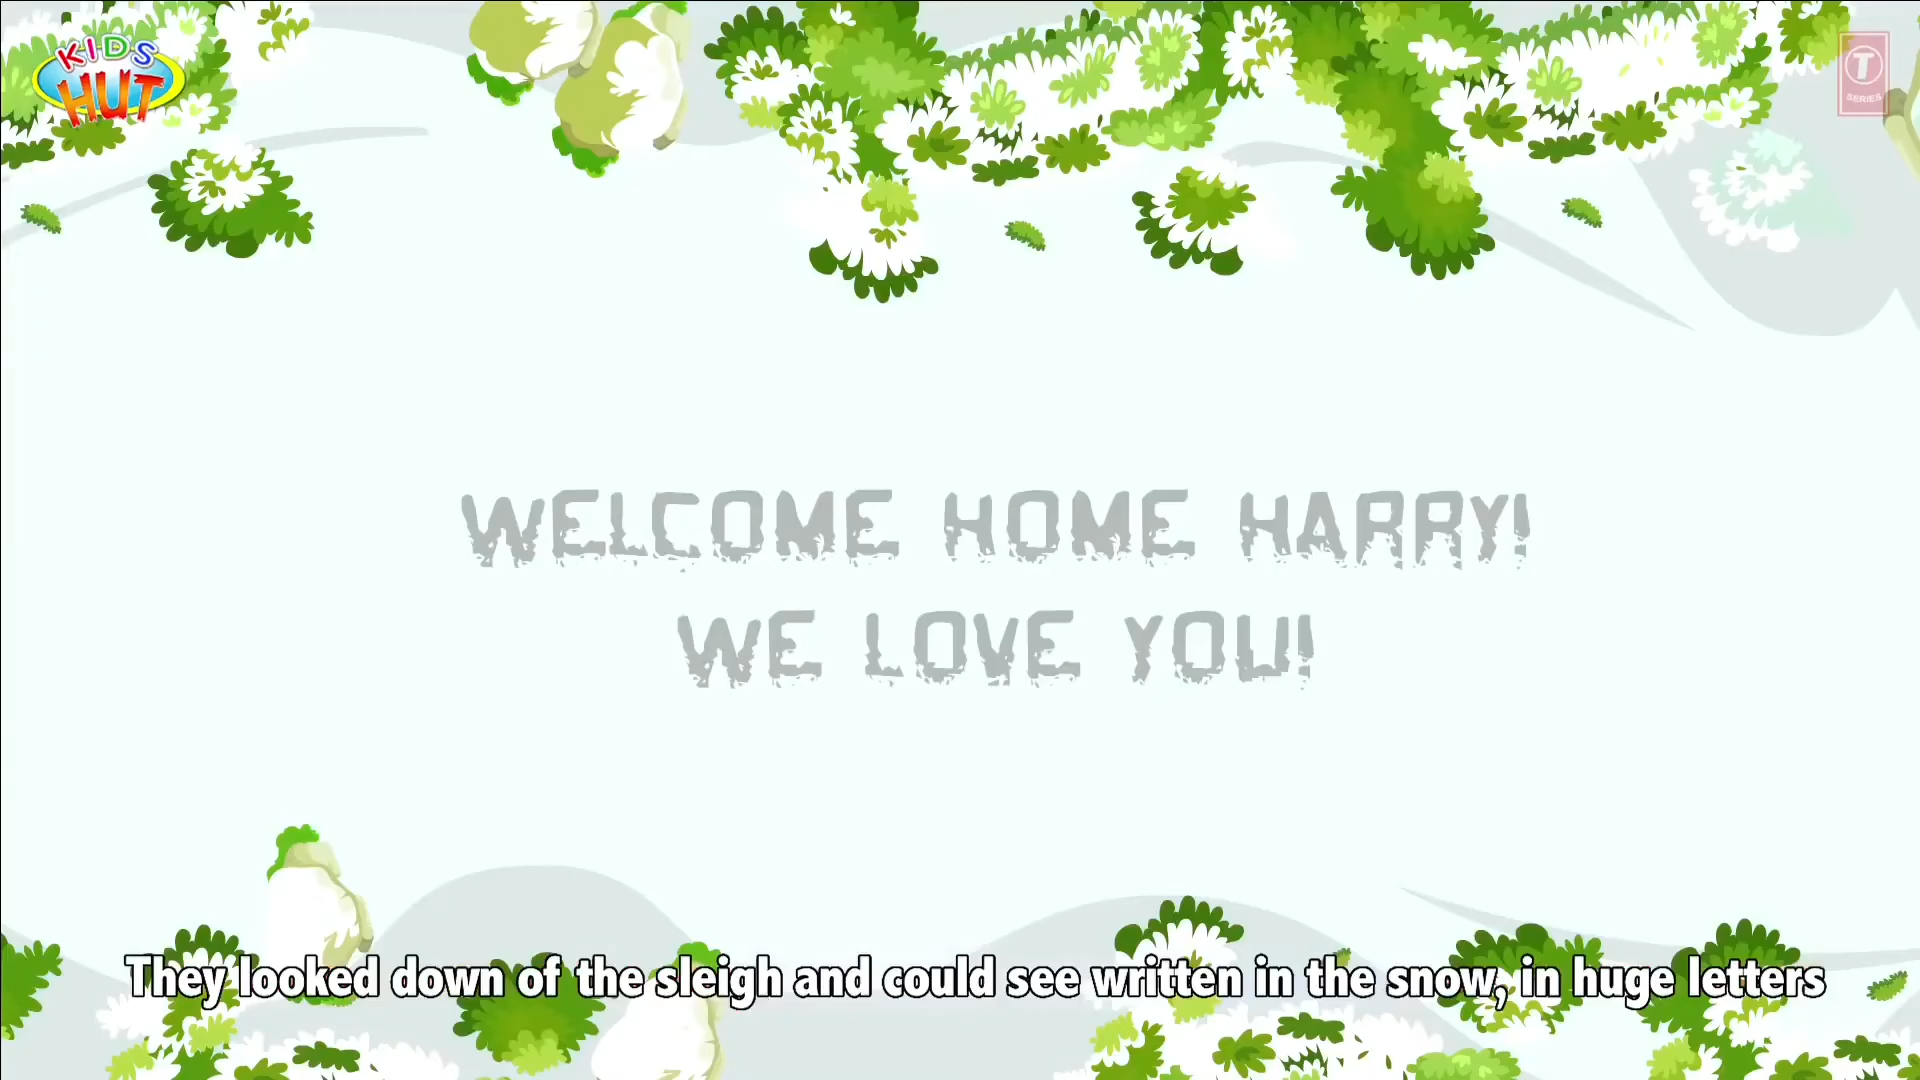 KIDS
HUT
T
SERIES
WELCOME HOME HARRY!
WE LOVE YOU!
They looked down of the sleigh and could see written in the snow, in huge letters